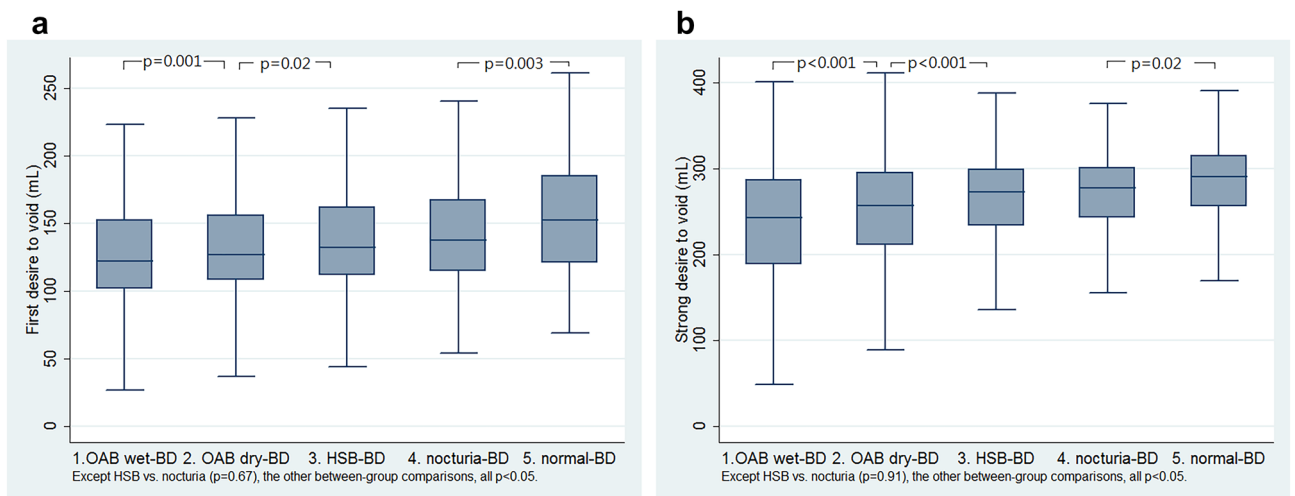 a
p=0.001
p=0.02
p=0.003
First desire to void (mL)
250
200
150
100
50
0
1.OAB wet-BD 2. OAB dry-BD 3. HSB-BD 4. nocturia-BD 5. normal-BD
Except HSB vs. nocturia (p=0.67), the other between-group comparisons, all p<0.05.
b
p<0.001
p<0.001
p=0.02
Strong desire to void (mL)
400
300
200
100
0
1.OAB wet-BD 2. OAB dry-BD 3. HSB-BD 4. nocturia-BD 5. normal-BD
Except HSB vs. nocturia (p=0.91), the other between-group comparisons, all p<0.05.